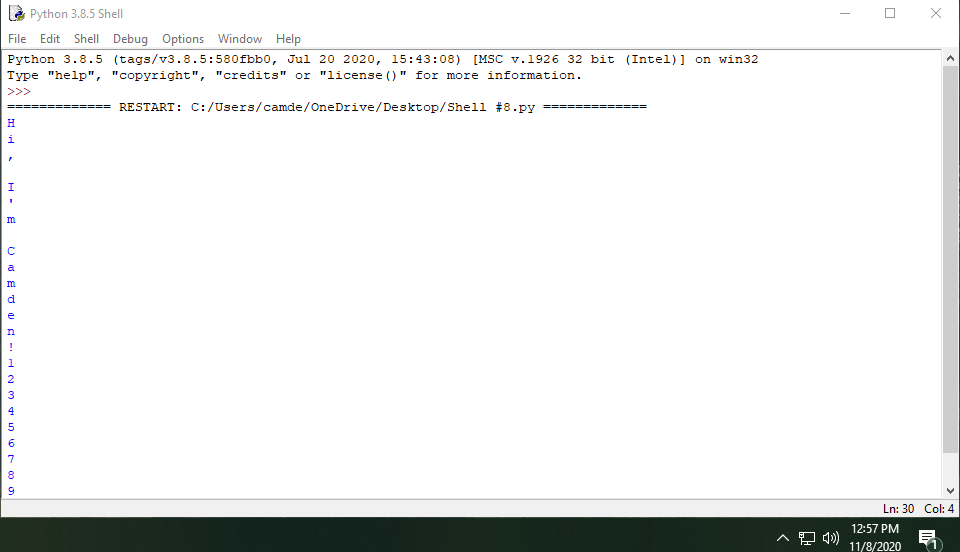 Python 3.8.5 Shell
File Edit Shell Debug Options Window Help
Python 3.8.5 (tags/v3.8.5:580fbb0, Jul 20 2020, 15:43:08) [MSC v.1926 32 bit (Intel)] on win32
Type "help", "copyright", "credits" or "license()" for more information.
>>>
============= RESTART: C:/Users/camde/OneDrive/Desktop/Shell #8.py =============
H
i
,

I
'
m

C
a
m
d
e
n
!
1
2
3
4
5
6
7
8
9
Ln: 30 Col: 4
12:57 PM
11/8/2020
1